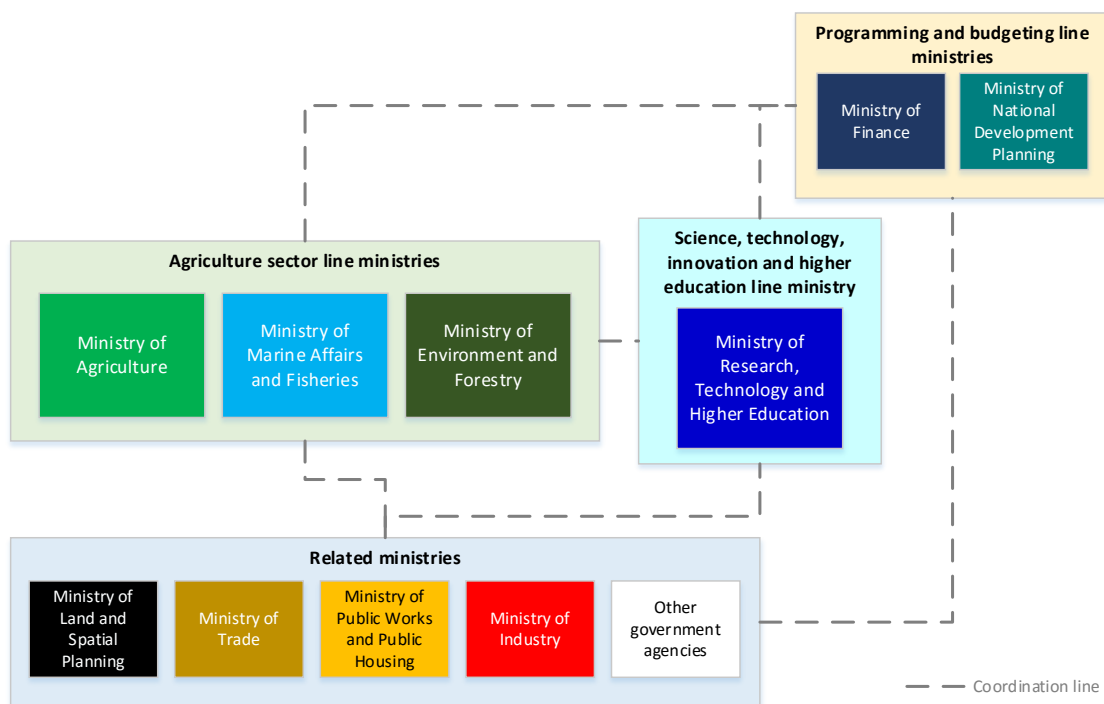 Programming and budgeting line
ministries
Ministry of
Finance
Ministry of
National
Development
Planning
Agriculture sector line ministries
Ministry of
Agriculture
Ministry of
Marine Affairs
and Fisheries
Ministry of
Environment and
Forestry
Science, technology,
innovation and higher
education line ministry
Ministry of
Research,
Technology and
Higher Education
Related ministries
Ministry of
Land and
Spatial
Planning
Ministry of
Trade
Ministry of
Public Works
and Public
Housing
Ministry of
Industry
Other
government
agencies
Coordination line